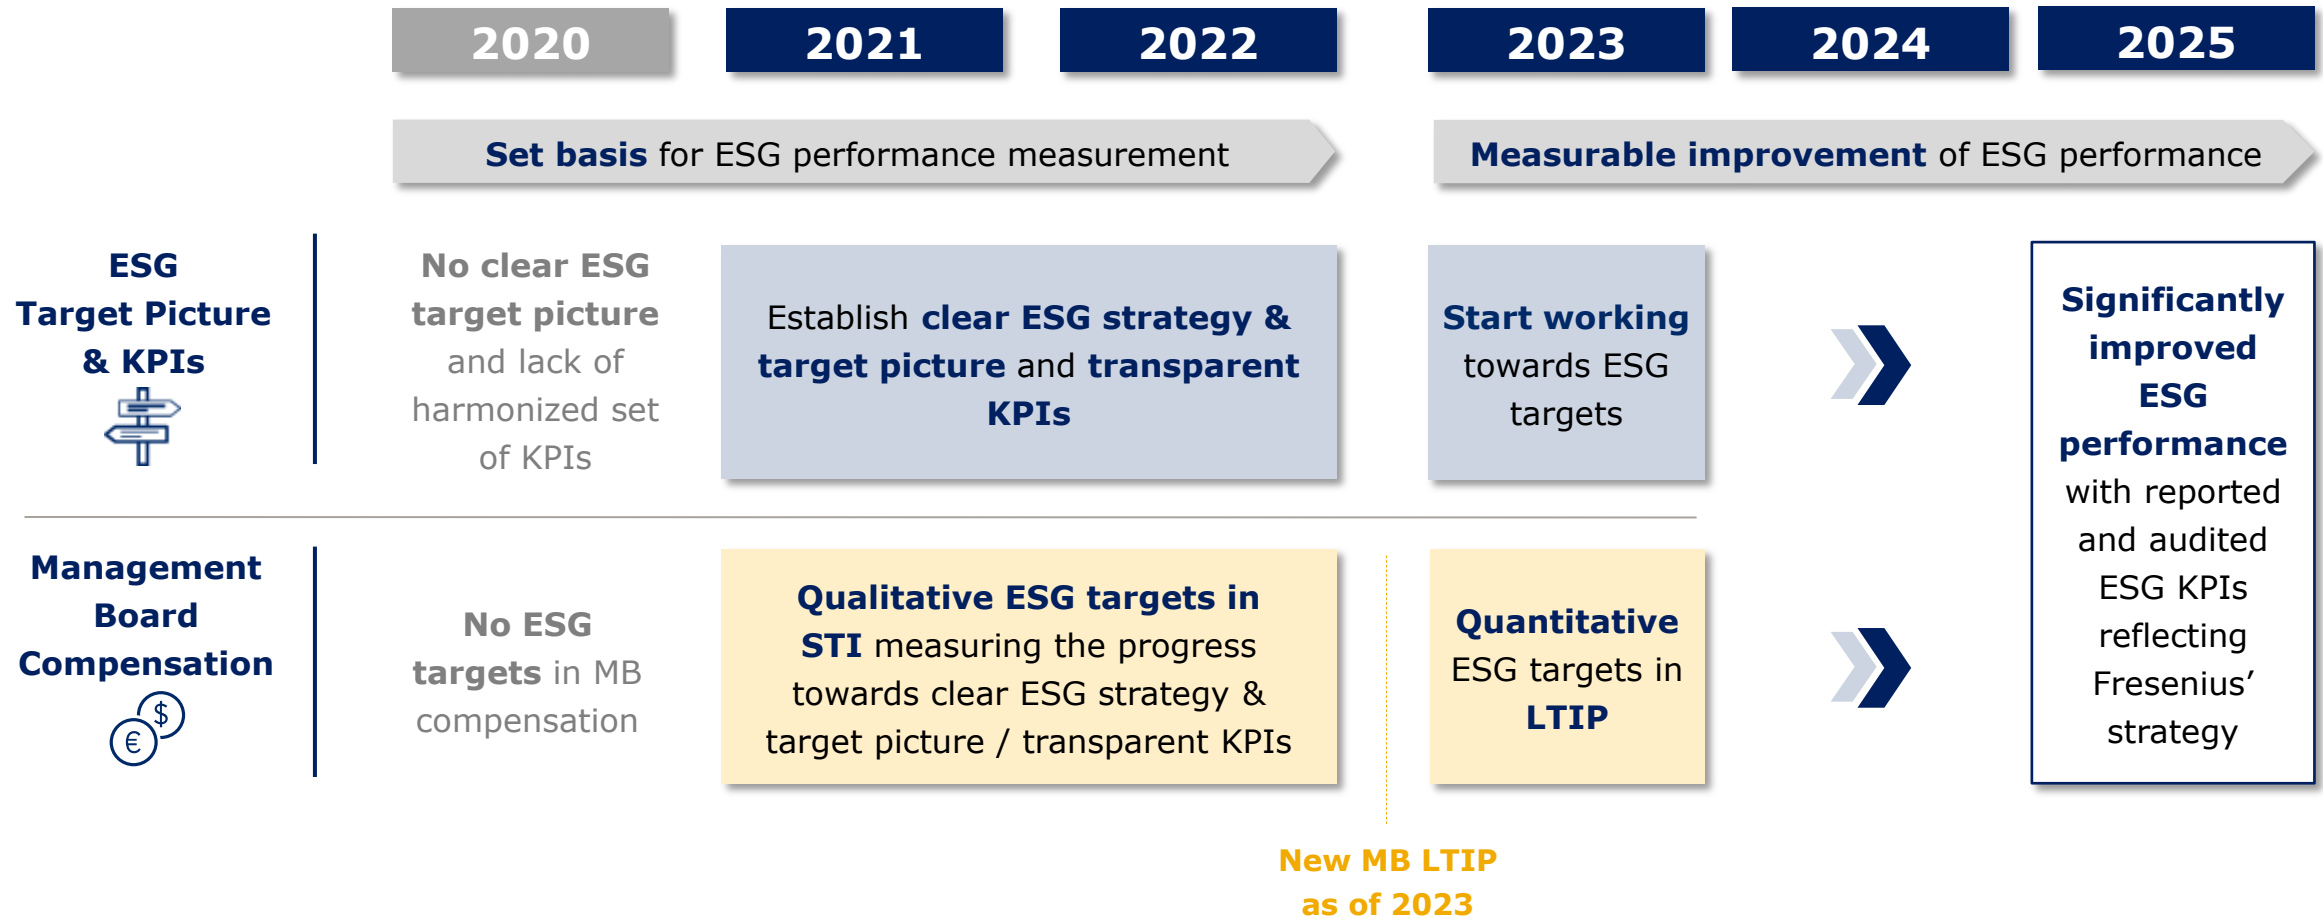 2020
2021
2022
2023
2024
2025
Set basis for ESG performance measurement
Measurable improvement of ESG performance
ESG
Target Picture
& KPIs
No clear ESG
target picture
and lack of
harmonized set
of KPIs
Establish clear ESG strategy &
target picture and transparent
KPIs
Start working
towards ESG
targets
Significantly
improved
ESG
performance
with reported
and audited
ESG KPIs
reflecting
Fresenius’
strategy
Management
Board
Compensation
$
€
No ESG
targets in MB
compensation
Qualitative ESG targets in
STI measuring the progress
towards clear ESG strategy &
target picture / transparent KPIs
Quantitative
ESG targets in
LTIP
New MB LTIP
as of 2023